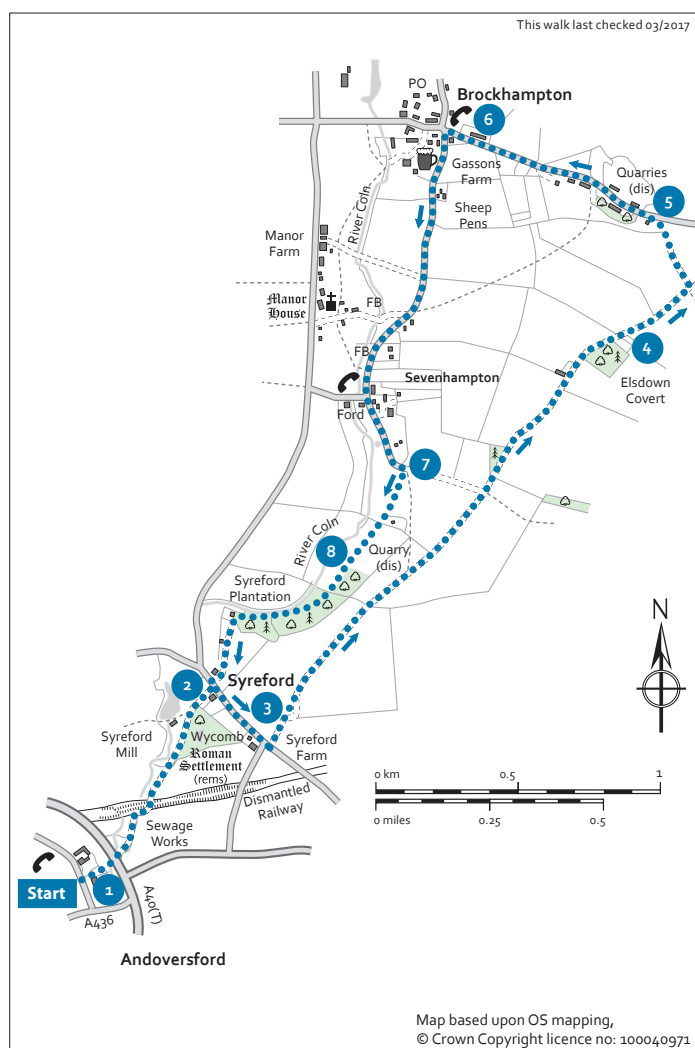 This walk last checked 03/2017
PO
Brockhampton
6
Gassons
Farm
Quarries
(dis)
5
Sheep
Pens
River Coln
Manor
Farm
Manor
House
FB
FB
4
Elsdown
Covert
Sevenhampton
Ford
7
River Coln
8
Quarry
(dis)
Syreford
Plantation
N
2
Syreford
3
Syreford
Mill
Wycomb
Roman
Settlement
(rems)
Syreford
Farm
Dismantled
Railway
0 km
0.5
1
0 miles
0.25
0.5
Sewage
Works
Start
1
A436
A40(T)
Andoversford
Map based upon OS mapping,
© Crown Copyright licence no: 100040971